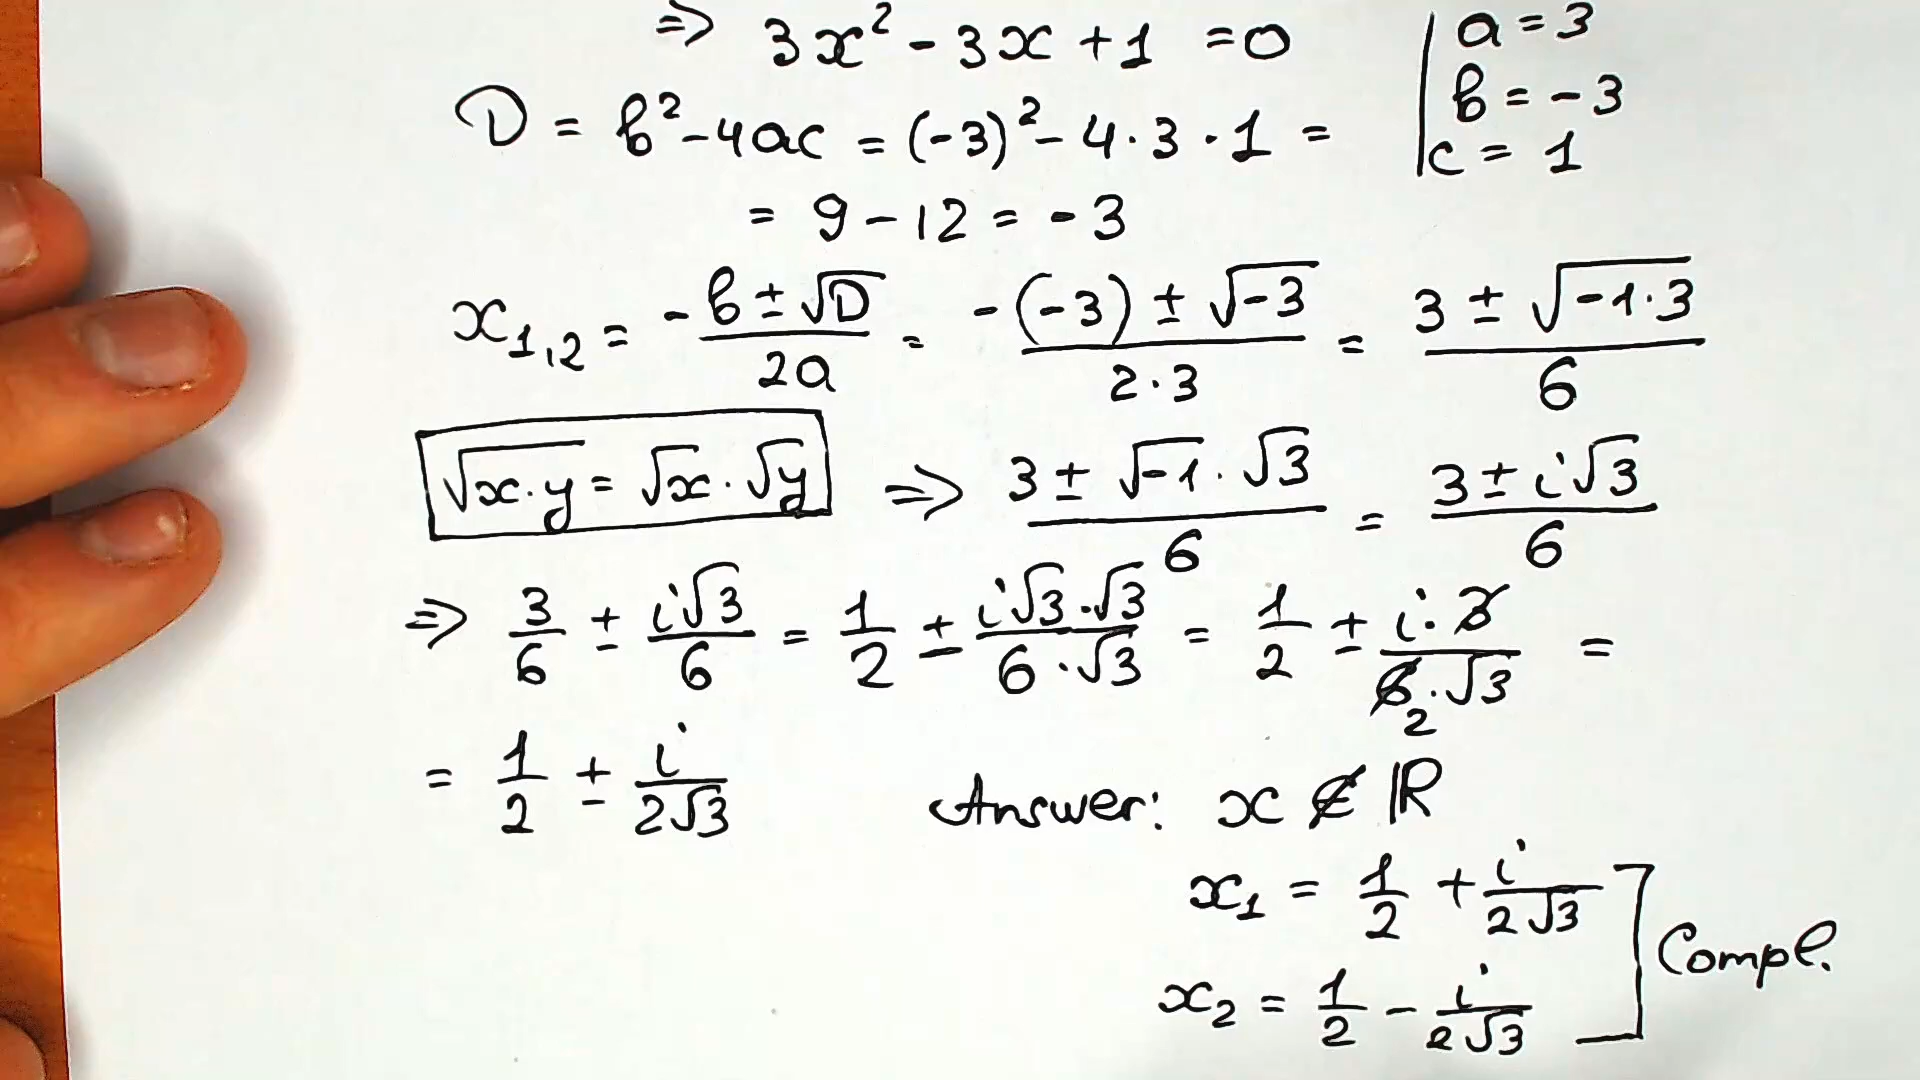 => 3x² - 3x + 1 = 0
a = 3
b = -3
c = 1
D = b² - 4ac = (-3)² - 4·3·1 =
= 9 - 12 = -3
x₁,₂ = (-b ± √D)/(2a) = (-(-3) ± √(-3))/(2·3) = (3 ± √(-1·3))/6
√(x·y) = √x · √y => (3 ± √(-1) · √3)/6 = (3 ± i√3)/6
=> 3/6 ± (i√3)/6 = 1/2 ± (i√3·√3)/(6·√3) = 1/2 ± (i·3̸)/(6̸₂·√3) =
= 1/2 ± i/(2√3)
Answer: x ∉ ℝ
x₁ = 1/2 + i/(2√3)
x₂ = 1/2 - i/(2√3)
Compl.